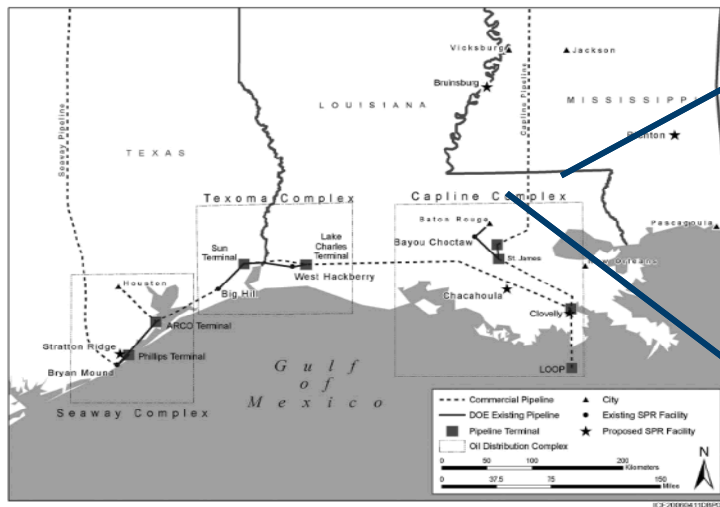 Vicksburg
Jackson
Bruinsburg
LOUISIANA
MISSISSIPPI
Seaway Pipeline
Capline Pipeline
TEXAS
Texoma Complex
Capline Complex
Baton Rouge
Pascagoula
Sun
Terminal
Lake
Charles
Terminal
Bayou Choctaw
St. James
New Orleans
West Hackberry
Houston
Big Hill
Chacahoula
Clovelly
ARCO Terminal
Stratton Ridge
Phillips Terminal
Bryan Mound
LOOP
Seaway Complex
Gulf
of
Mexico
Commercial Pipeline
City
DOE Existing Pipeline
Existing SPR Facility
Pipeline Terminal
Proposed SPR Facility
Oil Distribution Complex
N
0 50 100 200
Kilometers
0 37.5 75 150
Miles